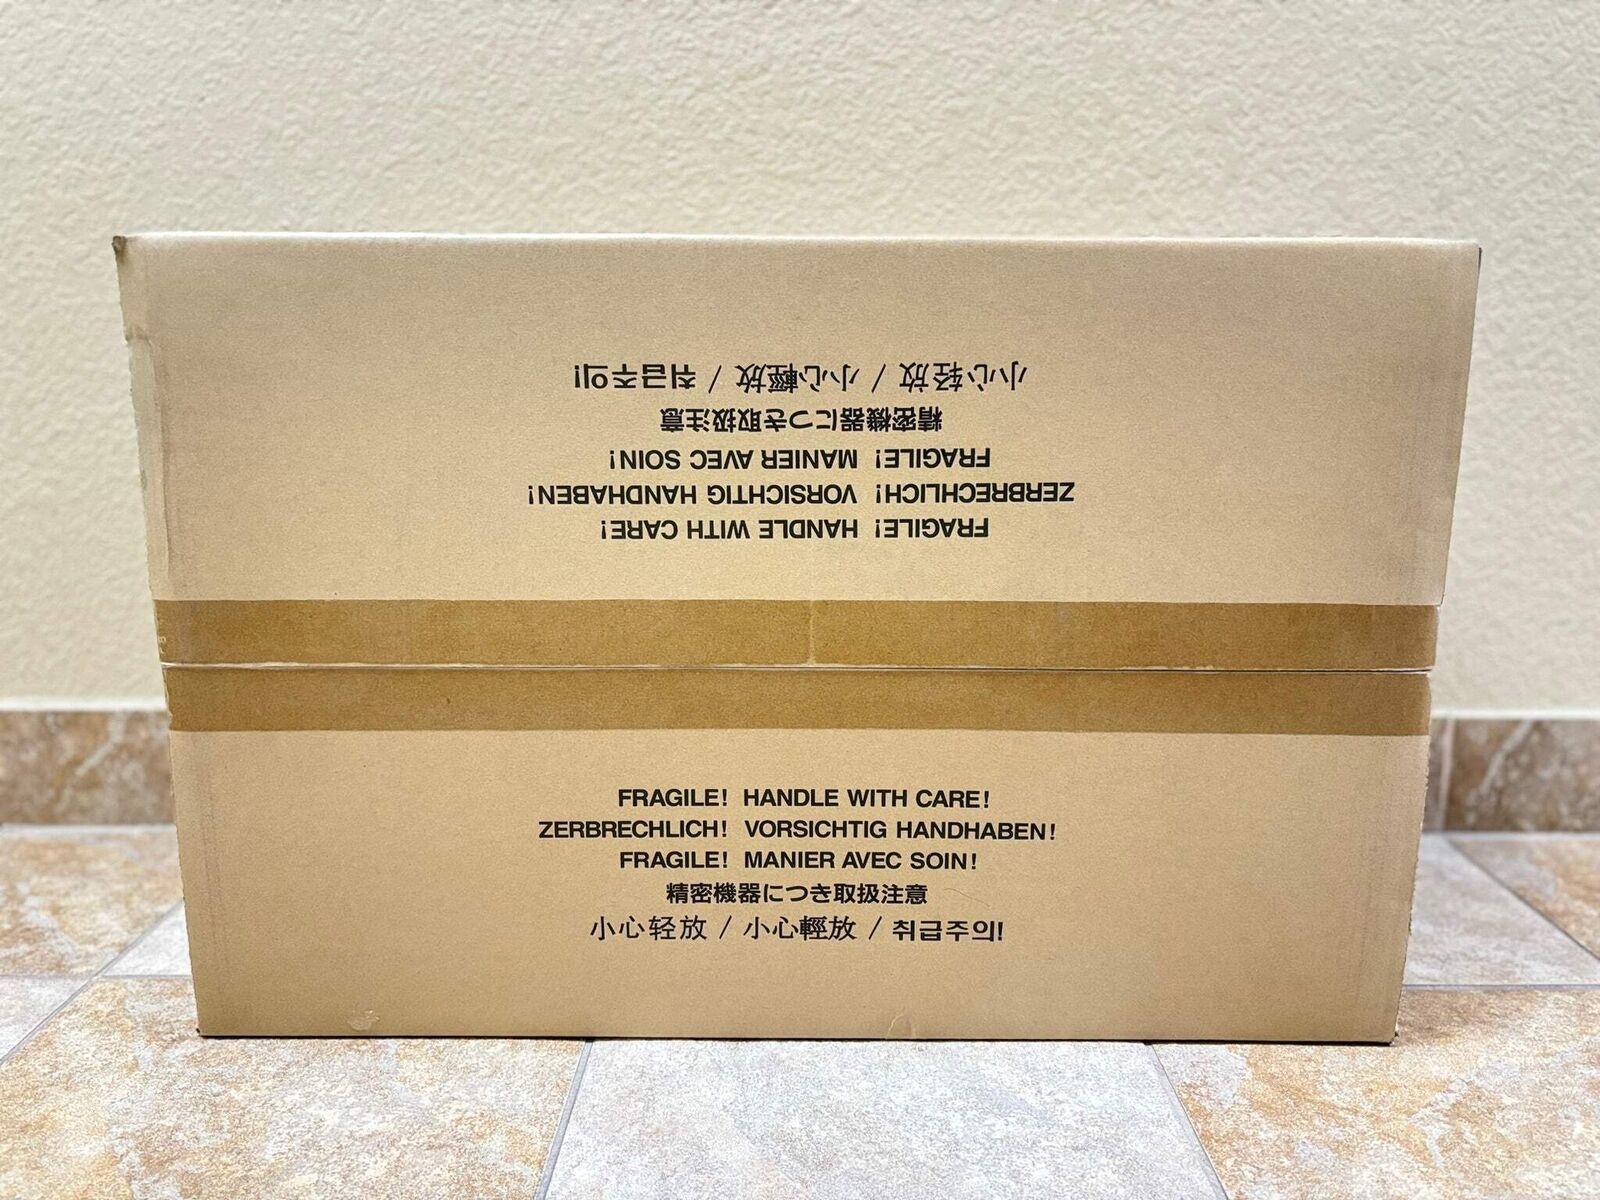 小心轻放 / 小心輕放 / 취급주의!
精密機器につき取扱注意
FRAGILE! MANIER AVEC SOIN!
ZERBRECHLICH! VORSICHTIG HANDHABEN!
FRAGILE! HANDLE WITH CARE!
FRAGILE! HANDLE WITH CARE!
ZERBRECHLICH! VORSICHTIG HANDHABEN!
FRAGILE! MANIER AVEC SOIN!
精密機器につき取扱注意
小心轻放 / 小心輕放 / 취급주의!